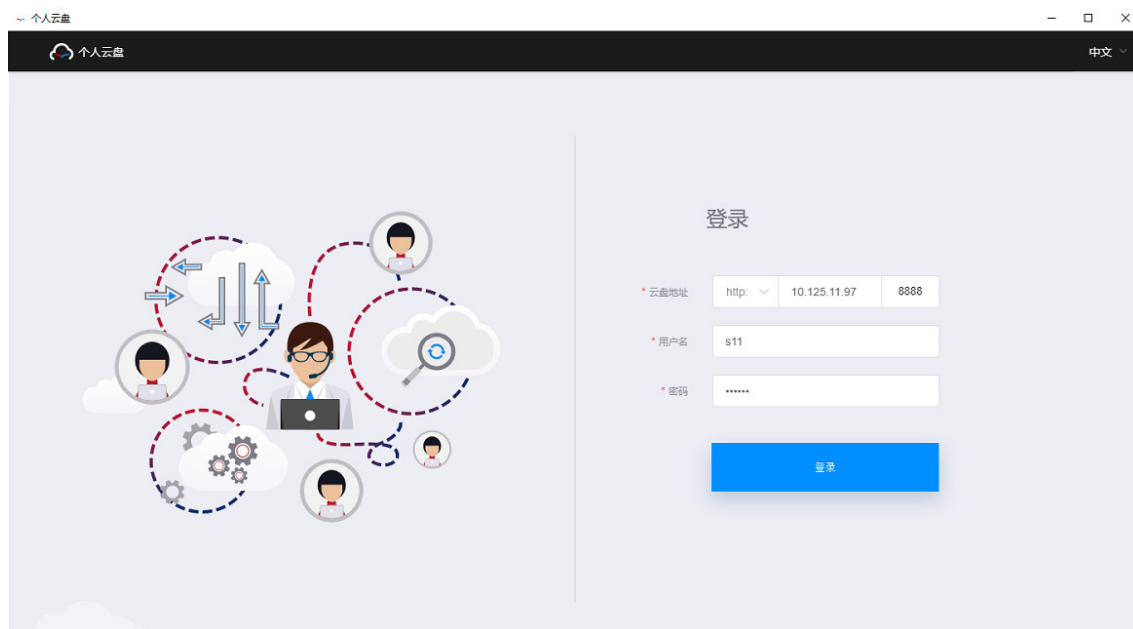 个人云盘
个人云盘
中文
登录
* 云盘地址 http: 10.125.11.97 8888
* 用户名 s11
* 密码 ••••••
登录